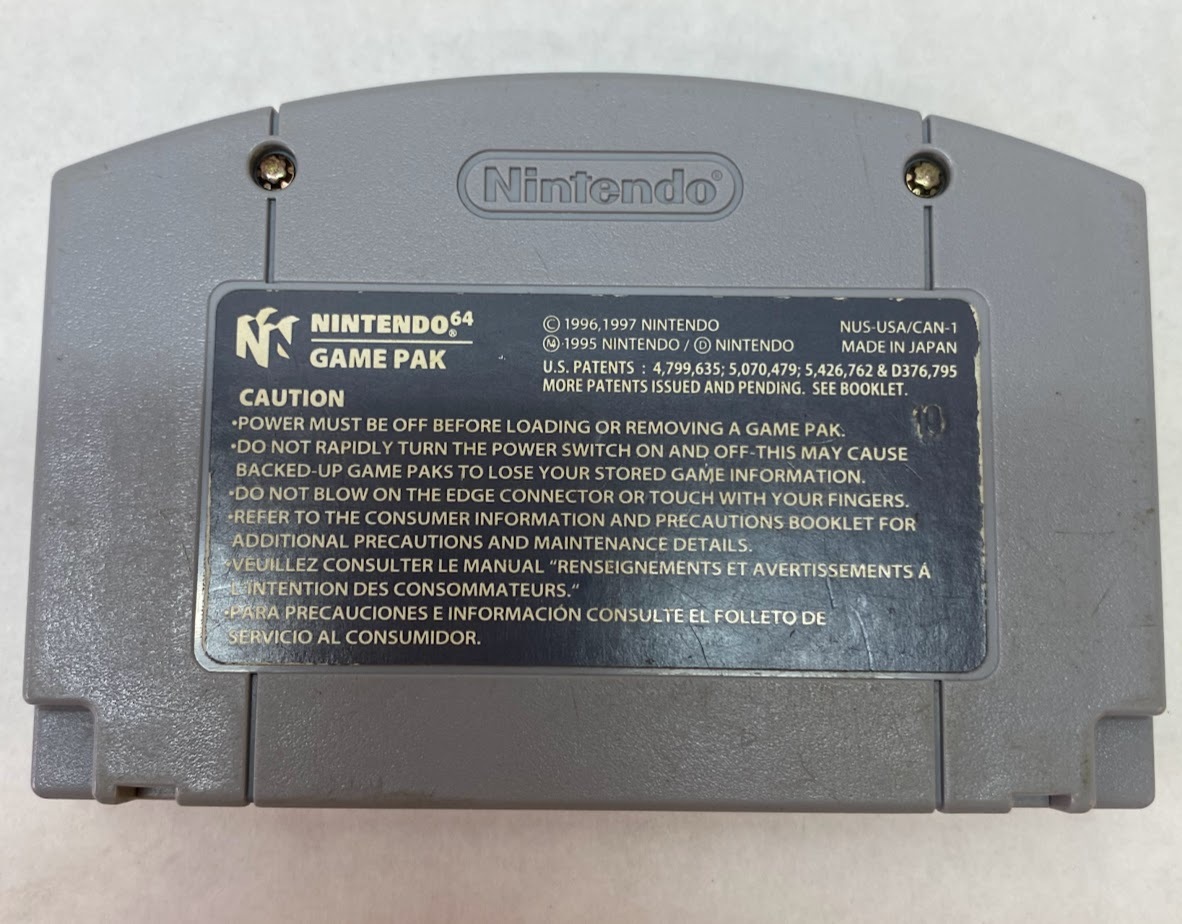 Nintendo®
NINTENDO64®
GAME PAK
©1996,1997 NINTENDO
Ⓜ1995 NINTENDO / Ⓓ NINTENDO
NUS-USA/CAN-1
MADE IN JAPAN
U.S. PATENTS : 4,799,635; 5,070,479; 5,426,762 & D376,795
MORE PATENTS ISSUED AND PENDING. SEE BOOKLET.
CAUTION
•POWER MUST BE OFF BEFORE LOADING OR REMOVING A GAME PAK.
•DO NOT RAPIDLY TURN THE POWER SWITCH ON AND OFF-THIS MAY CAUSE
BACKED-UP GAME PAKS TO LOSE YOUR STORED GAME INFORMATION.
•DO NOT BLOW ON THE EDGE CONNECTOR OR TOUCH WITH YOUR FINGERS.
•REFER TO THE CONSUMER INFORMATION AND PRECAUTIONS BOOKLET FOR
ADDITIONAL PRECAUTIONS AND MAINTENANCE DETAILS.
•VEUILLEZ CONSULTER LE MANUAL "RENSEIGNEMENTS ET AVERTISSEMENTS Á
L'INTENTION DES CONSOMMATEURS."
•PARA PRECAUCIONES E INFORMACIÓN CONSULTE EL FOLLETO DE
SERVICIO AL CONSUMIDOR.